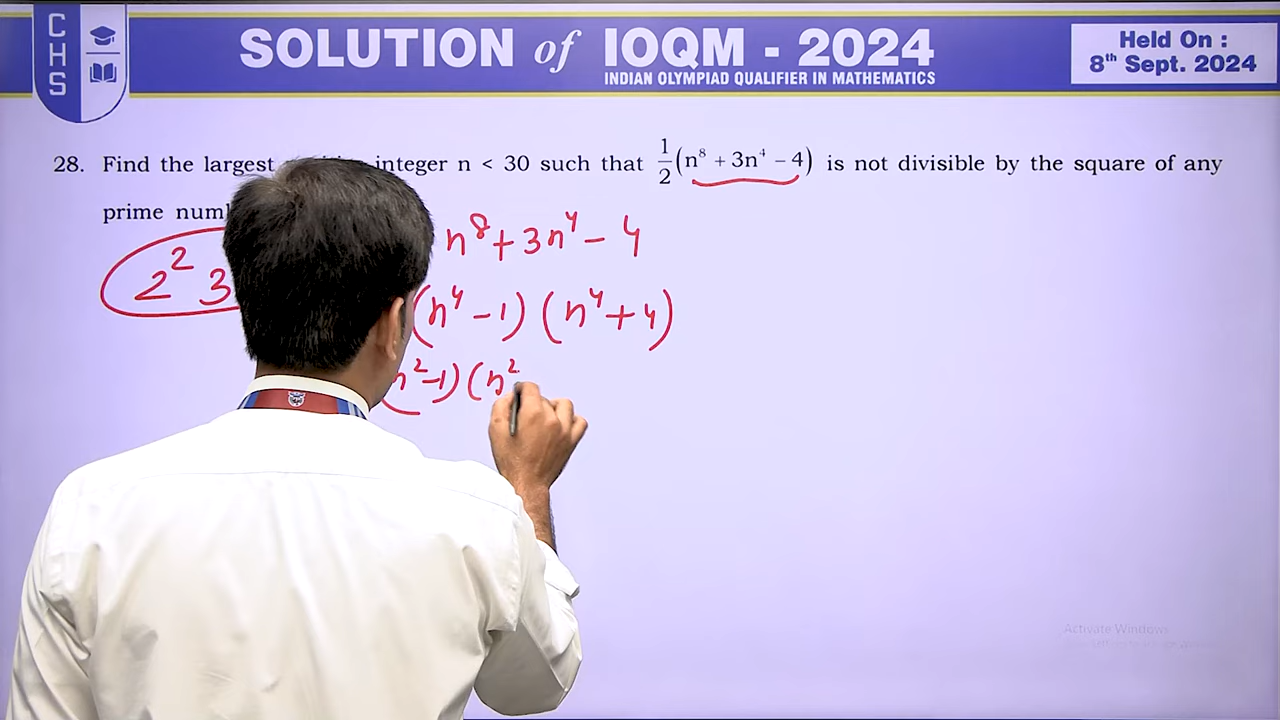 CHS
SOLUTION of IOQM - 2024
INDIAN OLYMPIAD QUALIFIER IN MATHEMATICS
Held On :
8th Sept. 2024
28. Find the largest integer n < 30 such that 1/2(n⁸ + 3n⁴ − 4) is not divisible by the square of any
prime
n⁸ + 3n⁴ − 4
2² 3
(n⁴ − 1) (n⁴ + 4)
n² − 1) (n²
Activate Windows